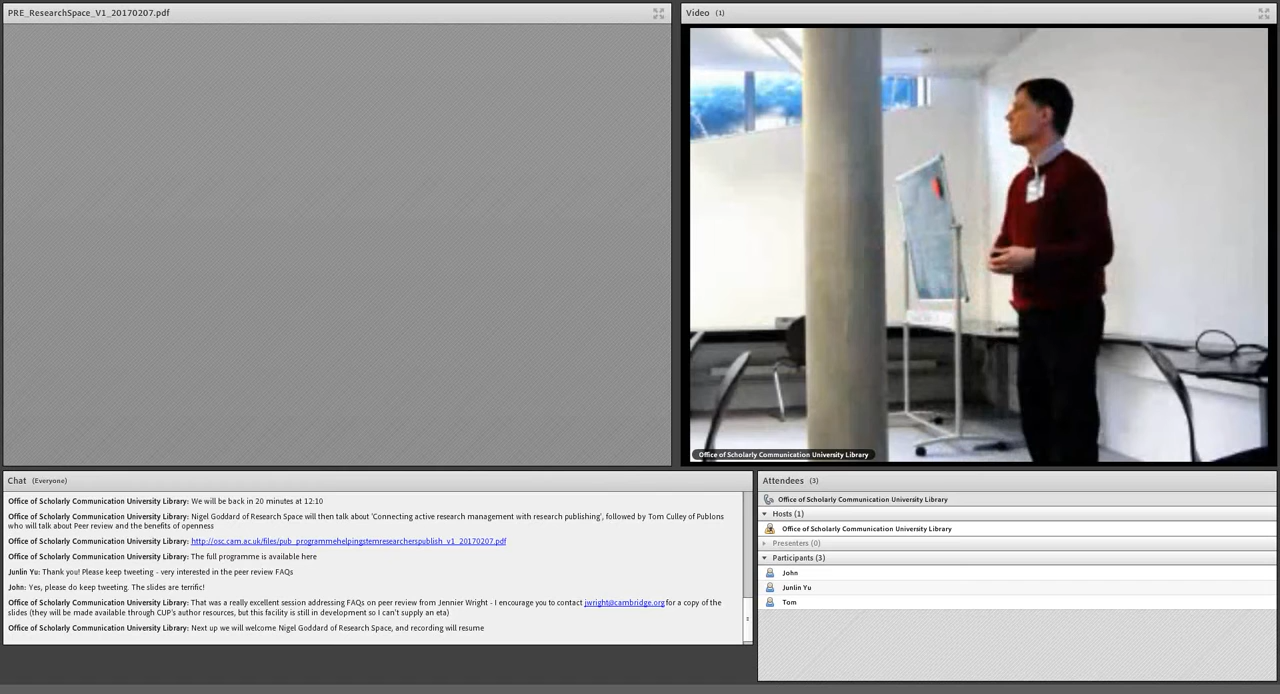 PRE_ResearchSpace_V1_20170207.pdf
Video (1)
Office of Scholarly Communication University Library
Chat (Everyone)
Office of Scholarly Communication University Library: We will be back in 20 minutes at 12:10
Office of Scholarly Communication University Library: Nigel Goddard of Research Space will then talk about 'Connecting active research management with research publishing', followed by Tom Culley of Publons
who will talk about Peer review and the benefits of openness
Office of Scholarly Communication University Library: http://osc.cam.ac.uk/files/pub_programmehelpingstemresearcherspublish_v1_20170207.pdf
Office of Scholarly Communication University Library: The full programme is available here
Junlin Yu: Thank you! Please keep tweeting - very interested in the peer review FAQs
John: Yes, please do keep tweeting. The slides are terrific!
Office of Scholarly Communication University Library: That was a really excellent session addressing FAQs on peer review from Jennier Wright - I encourage you to contact jwright@cambridge.org for a copy of the
slides (they will be made available through CUP's author resources, but this facility is still in development so I can't supply an eta)
Office of Scholarly Communication University Library: Next up we will welcome Nigel Goddard of Research Space, and recording will resume
Attendees (3)
Office of Scholarly Communication University Library
Hosts (1)
Office of Scholarly Communication University Library
Presenters (0)
Participants (3)
John
Junlin Yu
Tom